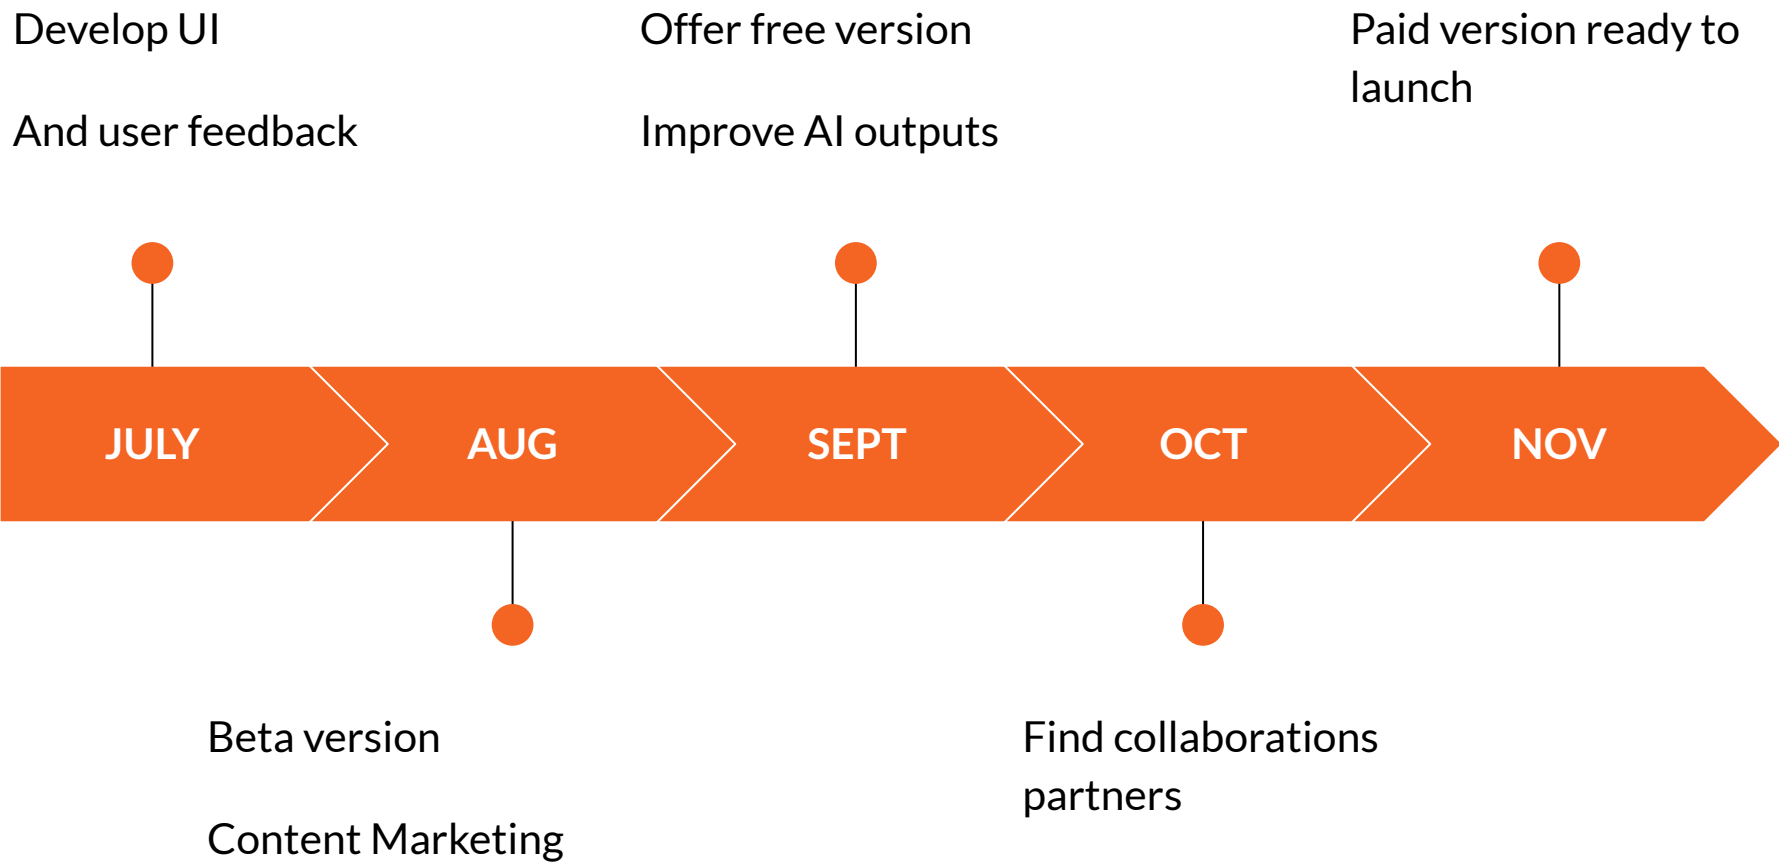 Develop UI
And user feedback
Offer free version
Improve AI outputs
Paid version ready to
launch
JULY
AUG
SEPT
OCT
NOV
Beta version
Content Marketing
Find collaborations
partners